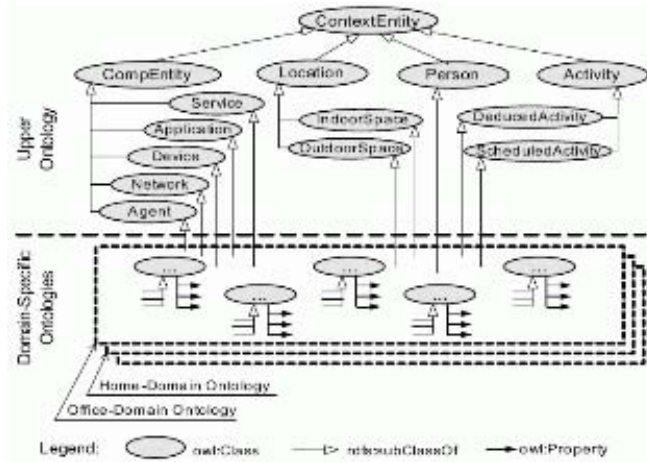 ContextEntity
CompEntity Location Person Activity
Service
Application
Device
Network
Agent
IndoorSpace
OutdoorSpace
DeducedActivity
ScheduledActivity
Upper
Ontology
Domain-Specific
Ontologies
... ... ...
... ...
Home-Domain Ontology
Office-Domain Ontology
Legend: owl:Class rdfs:subClassOf owl:Property